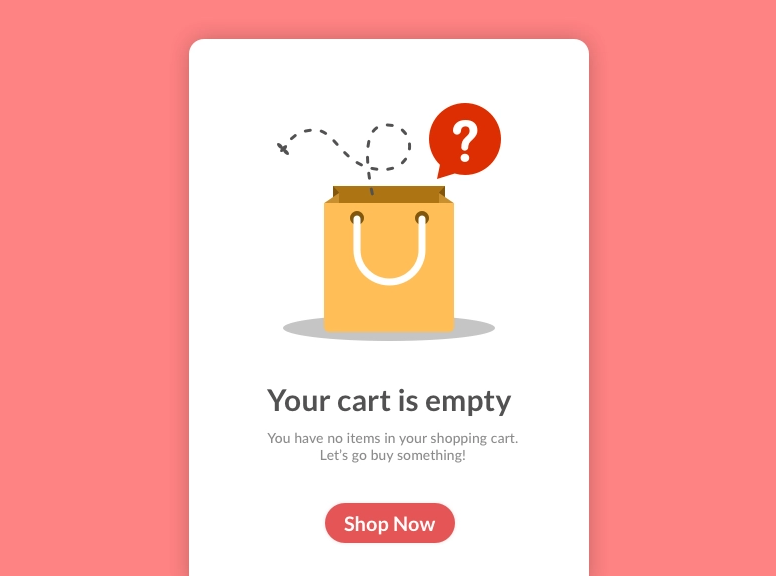 ?
Your cart is empty
You have no items in your shopping cart.
Let's go buy something!
Shop Now